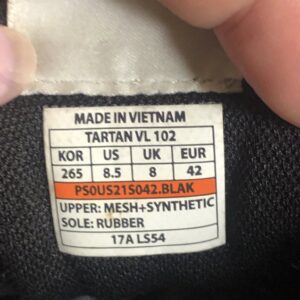 MADE IN VIETNAM
TARTAN VL 102
KOR US UK EUR
265 8.5 8 42
PS0US21S042.BLAK
UPPER: MESH+SYNTHETIC
SOLE: RUBBER
17A LS54